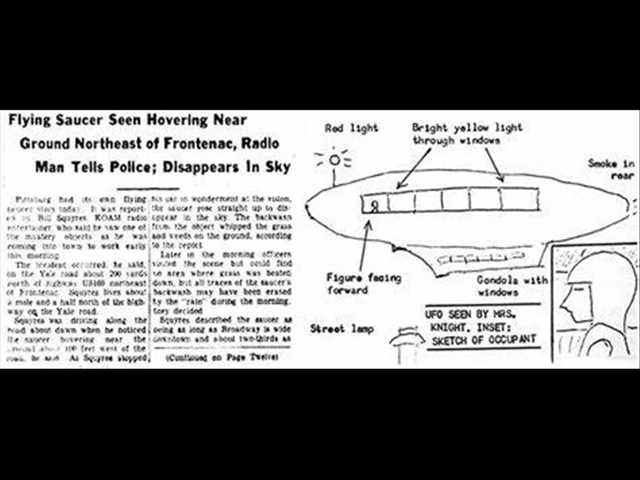 Flying Saucer Seen Hovering Near
Ground Northeast of Frontenac, Radio
Man Tells Police; Disappears In Sky
Pittsburg had its own flying
saucer story today. It was report-
ed by Bill Squyres, KOAM radio
entertainer who said he saw one of
the mystery objects as he was
coming into town to work early
this morning.
The incident occurred, he said,
on the Yale road about 200 yards
north of highway US160 northeast
of Frontenac. Squyres lives about
a mile and a half north of the high-
way on the Yale road.
Squyres was driving along the
road about dawn when he noticed
the saucer hovering near the
ground about 100 feet west of the
road, he said. As Squyres stopped
his car in wonderment at the vision,
the saucer rose straight up to dis-
appear in the sky. The backwash
from the object whipped the grass
and weeds on the ground, according
to the report.
Later in the morning officers
visited the scene but could find
no area where grass was beaten
down, but all traces of the saucer's
backwash may have been erased
by the "rain" during the morning,
they decided.
Squyres described the saucer as
being as long as Broadway is wide
downtown and about two-thirds as
(Continued on Page Twelve)
Red light
Bright yellow light
through windows
Smoke in
rear
Figure facing
forward
Gondola with
windows
Street lamp
UFO SEEN BY MRS.
KNIGHT. INSET:
SKETCH OF OCCUPANT